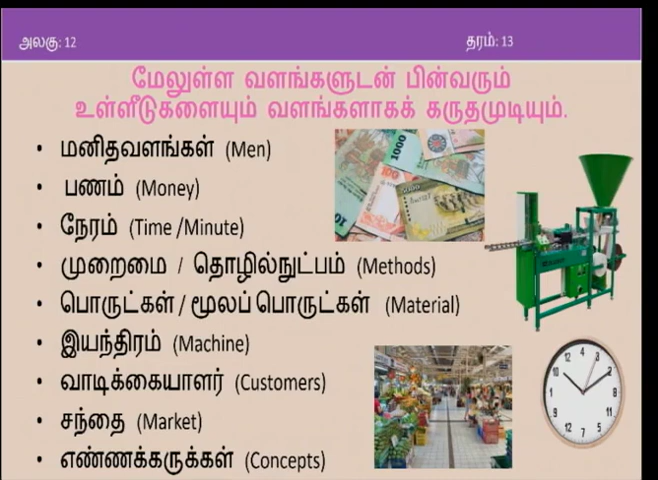 அலகு: 12
தரம்: 13
மேலுள்ள வளங்களுடன் பின்வரும்
உள்ளீடுகளையும் வளங்களாகக் கருதமுடியும்.
• மனிதவளங்கள் (Men)
• பணம் (Money)
• நேரம் (Time /Minute)
• முறைமை / தொழில்நுட்பம் (Methods)
• பொருட்கள் / மூலப் பொருட்கள் (Material)
• இயந்திரம் (Machine)
• வாடிக்கையாளர் (Customers)
• சந்தை (Market)
• எண்ணக்கருக்கள் (Concepts)
1000
5000